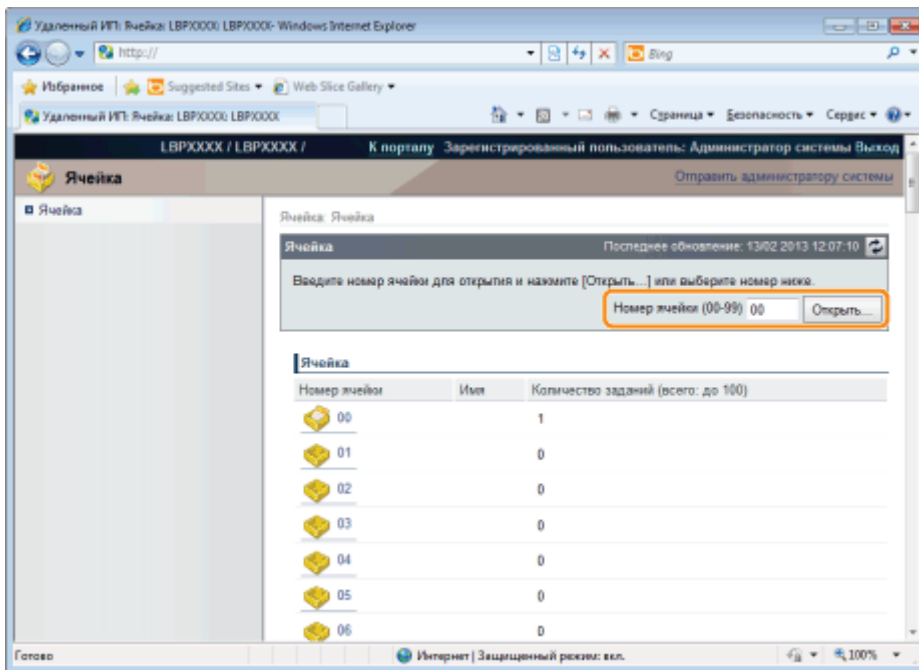 Удаленный ИП: Ячейка: LBPXXXX: LBPXXXX- Windows Internet Explorer
http://
Bing
Избранное Suggested Sites Web Slice Gallery
Удаленный ИП: Ячейка: LBPXXXX: LBPXXXX
Страница Безопасность Сервис
LBPXXXX / LBPXXXX / К порталу Зарегистрированный пользователь: Администратор системы Выход
Ячейка
Отправить администратору системы
Ячейка
Ячейка: Ячейка
Ячейка
Последнее обновление: 13/02 2013 12:07:10
Введите номер ячейки для открытия и нажмите [Открыть...] или выберите номер ниже.
Номер ячейки (00-99) 00 Открыть...
Ячейка
Номер ячейки Имя Количество заданий (всего: до 100)
00 1
01 0
02 0
03 0
04 0
05 0
06 0
Готово Интернет | Защищенный режим: вкл. 100%